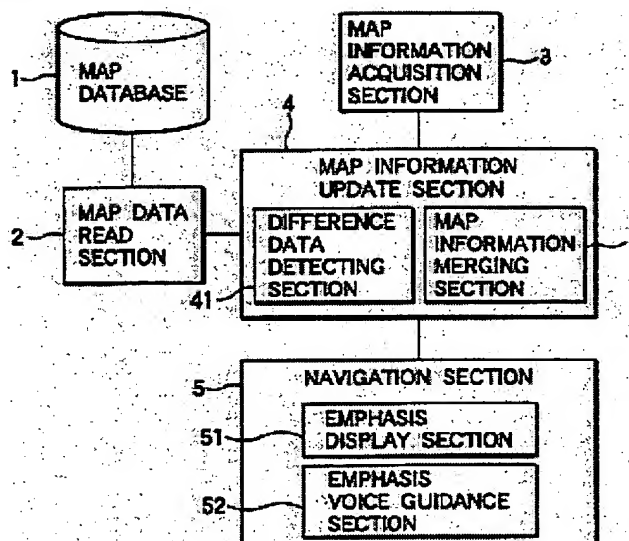 MAP
INFORMATION
ACQUISITION
SECTION
3
1
MAP
DATABASE
4
MAP INFORMATION
UPDATE SECTION
2
MAP DATA
READ
SECTION
DIFFERENCE
DATA
DETECTING
SECTION
41
MAP
INFORMATION
MERGING
SECTION
5
NAVIGATION SECTION
51
EMPHASIS
DISPLAY SECTION
52
EMPHASIS
VOICE GUIDANCE
SECTION